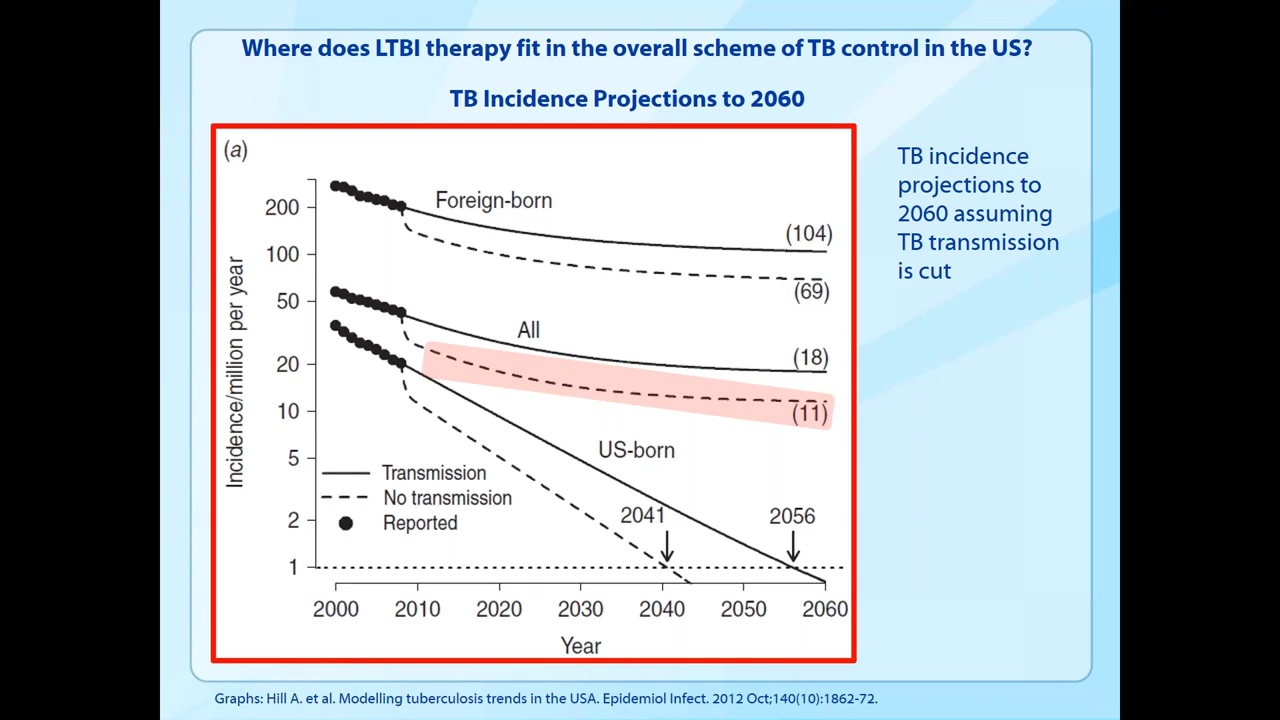 Where does LTBI therapy fit in the overall scheme of TB control in the US?
TB Incidence Projections to 2060
(a)
Incidence/million per year
200
100
50
20
10
5
2
1
Foreign-born
(104)
(69)
All
(18)
(11)
US-born
2041
2056
Transmission
No transmission
Reported
2000 2010 2020 2030 2040 2050 2060
Year
TB incidence
projections to
2060 assuming
TB transmission
is cut
Graphs: Hill A. et al. Modelling tuberculosis trends in the USA. Epidemiol Infect. 2012 Oct;140(10):1862-72.